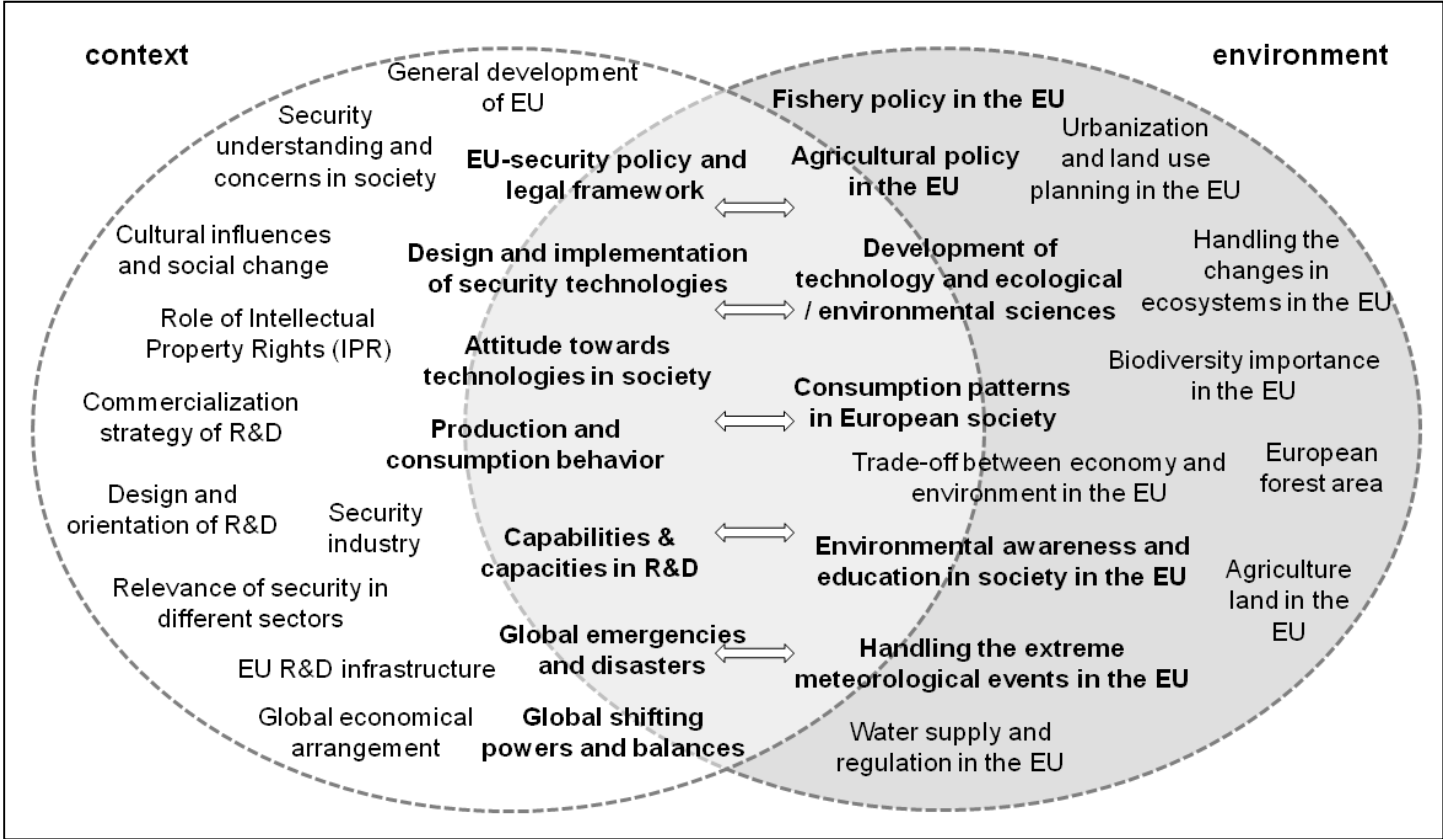 context
environment
General development
of EU
Security
understanding and
concerns in society
EU-security policy and
legal framework
Cultural influences
and social change
Design and implementation
of security technologies
Role of Intellectual
Property Rights (IPR)
Attitude towards
technologies in society
Commercialization
strategy of R&D
Production and
consumption behavior
Design and
orientation of R&D
Security
industry
Capabilities &
capacities in R&D
Relevance of security in
different sectors
Global emergencies
and disasters
EU R&D infrastructure
Global economical
arrangement
Global shifting
powers and balances
Fishery policy in the EU
Urbanization
and land use
planning in the EU
Agricultural policy
in the EU
Development of
technology and ecological
/ environmental sciences
Handling the
changes in
ecosystems in the EU
Biodiversity importance
in the EU
Consumption patterns
in European society
Trade-off between economy and
environment in the EU
European
forest area
Environmental awareness and
education in society in the EU
Agriculture
land in the
EU
Handling the extreme
meteorological events in the EU
Water supply and
regulation in the EU